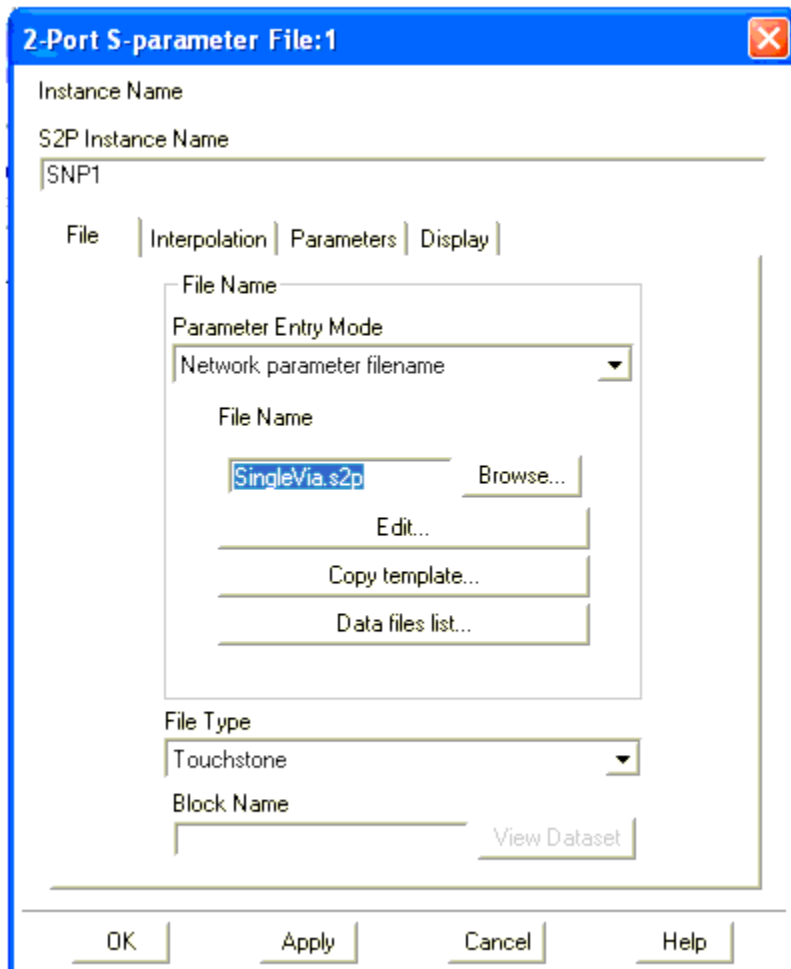 2-Port S-parameter File:1
Instance Name
S2P Instance Name
SNP1
File Interpolation Parameters Display
File Name
Parameter Entry Mode
Network parameter filename
File Name
SingleVia.s2p Browse...
Edit...
Copy template...
Data files list...
File Type
Touchstone
Block Name
View Dataset
OK Apply Cancel Help